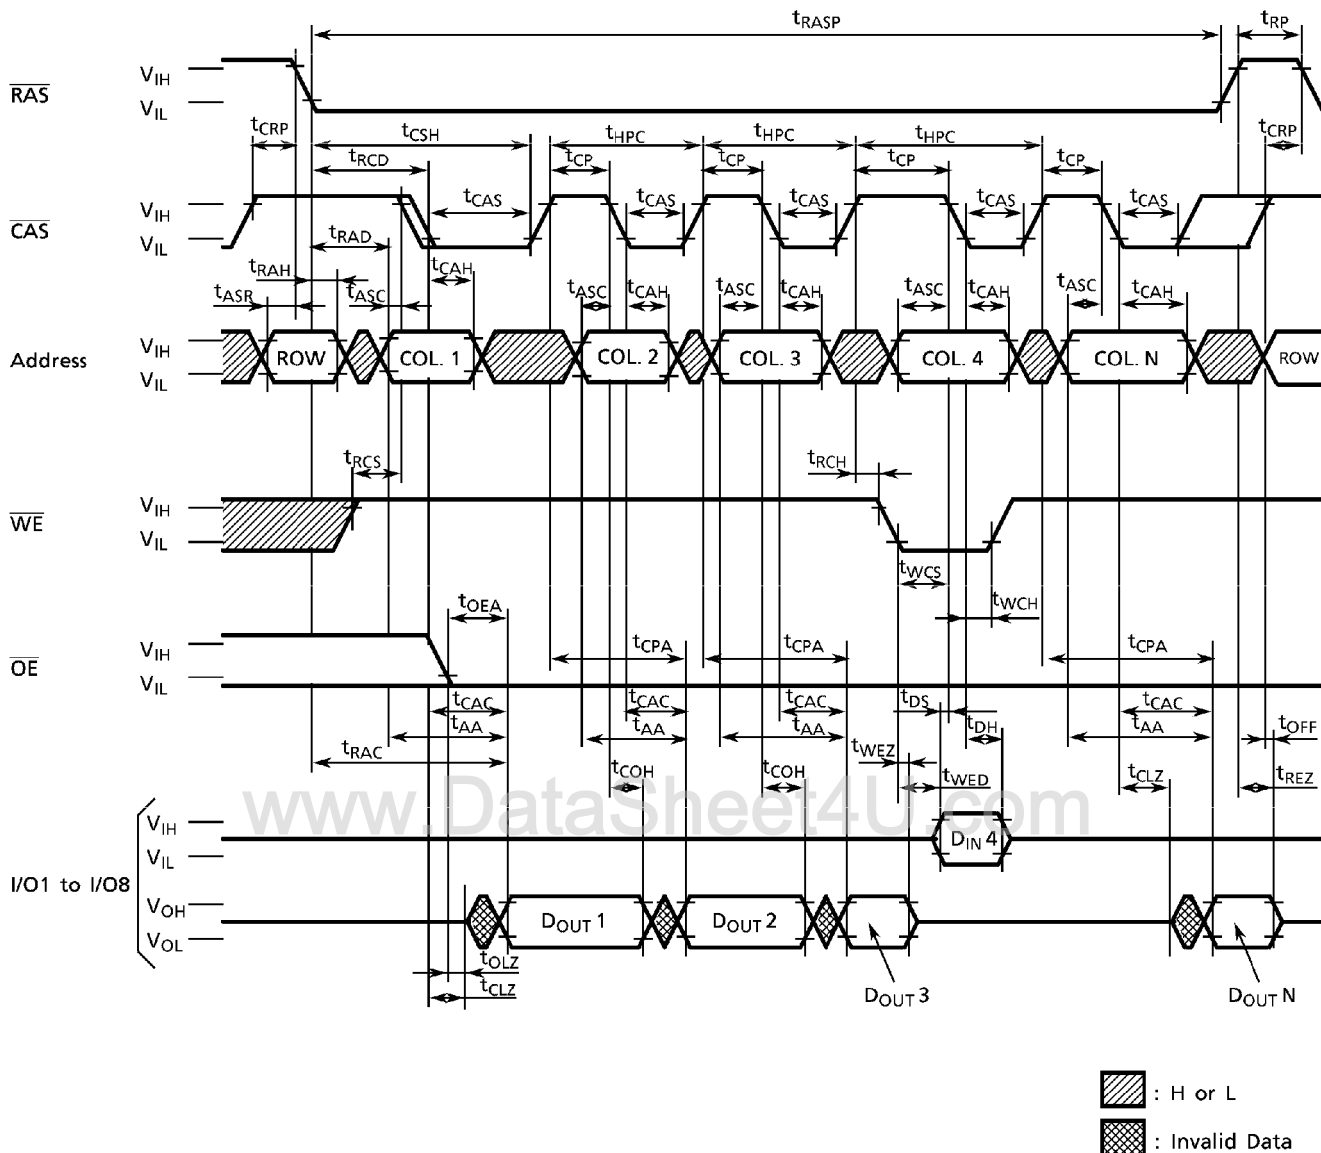 tRASP tRP
RAS VIH
VIL
tCRP tCSH tHPC tHPC tHPC tCRP
tRCD tCP tCP tCP tCP
CAS VIH tCAS tCAS tCAS tCAS tCAS
VIL
tRAD
tRAH tCAH
tASR tASC tASC tCAH tASC tCAH tASC tCAH tASC tCAH
Address VIH ROW COL. 1 COL. 2 COL. 3 COL. 4 COL. N ROW
VIL
tRCS tRCH
WE VIH
VIL
tWCS
tOEA tWCH
OE VIH tCPA tCPA tCPA
VIL
tCAC tCAC tCAC tDS tCAC
tAA tAA tAA tDH tAA tOFF
tRAC tWEZ
tCOH tCOH tWED tCLZ tREZ
www.DataSheet4U.com
VIH
DIN 4
VIL
I/O1 to I/O8
VOH DOUT 1 DOUT 2
VOL
tOLZ
tCLZ DOUT 3 DOUT N
: H or L
: Invalid Data